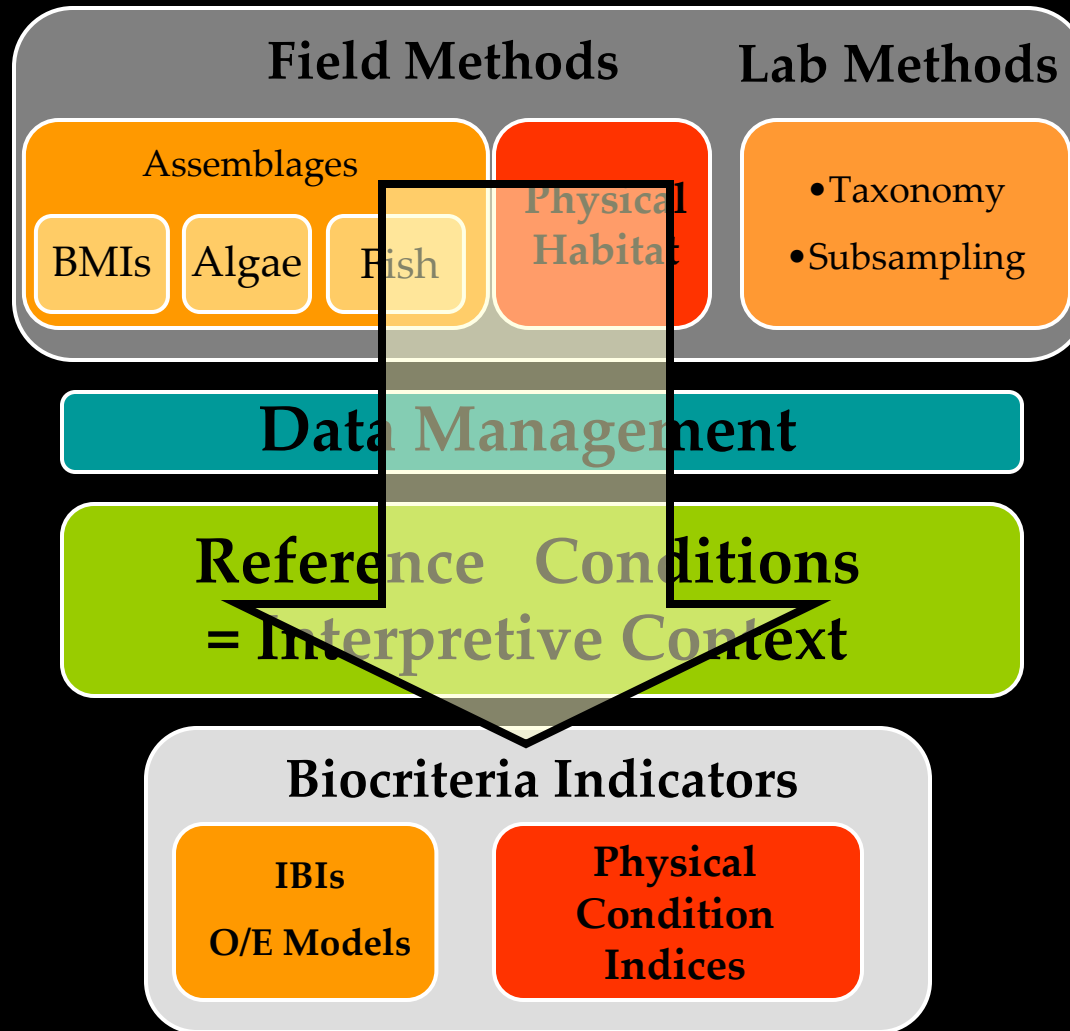 Field Methods
Lab Methods
Assemblages
BMIs
Algae
Fish
Physical
Habitat
•Taxonomy
•Subsampling
Data Management
Reference Conditions
= Interpretive Context
Biocriteria Indicators
IBIs
O/E Models
Physical
Condition
Indices